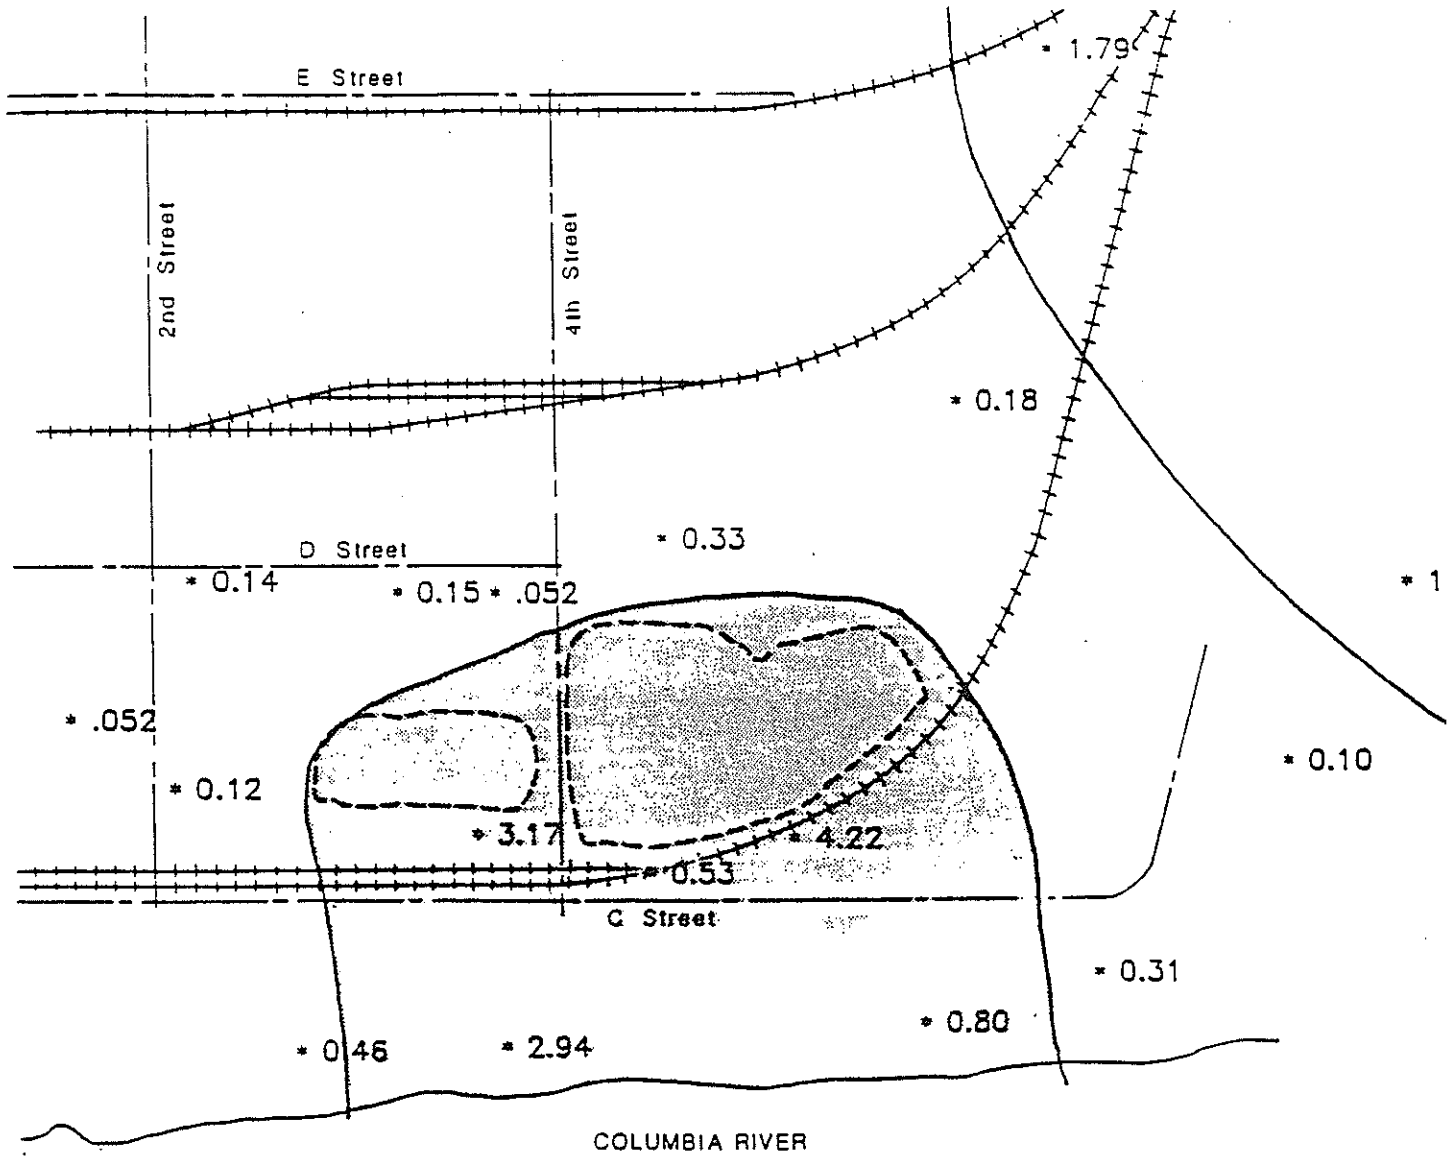 * 1.79
E Street
2nd Street
4th Street
* 0.18
* 0.33
D Street
* 0.14
* 0.15
* .052
* 1
* .052
* 0.10
* 0.12
* 3.17
* 4.22
* 0.53
C Street
* 0.31
* 0.80
* 0.46
* 2.94
COLUMBIA RIVER